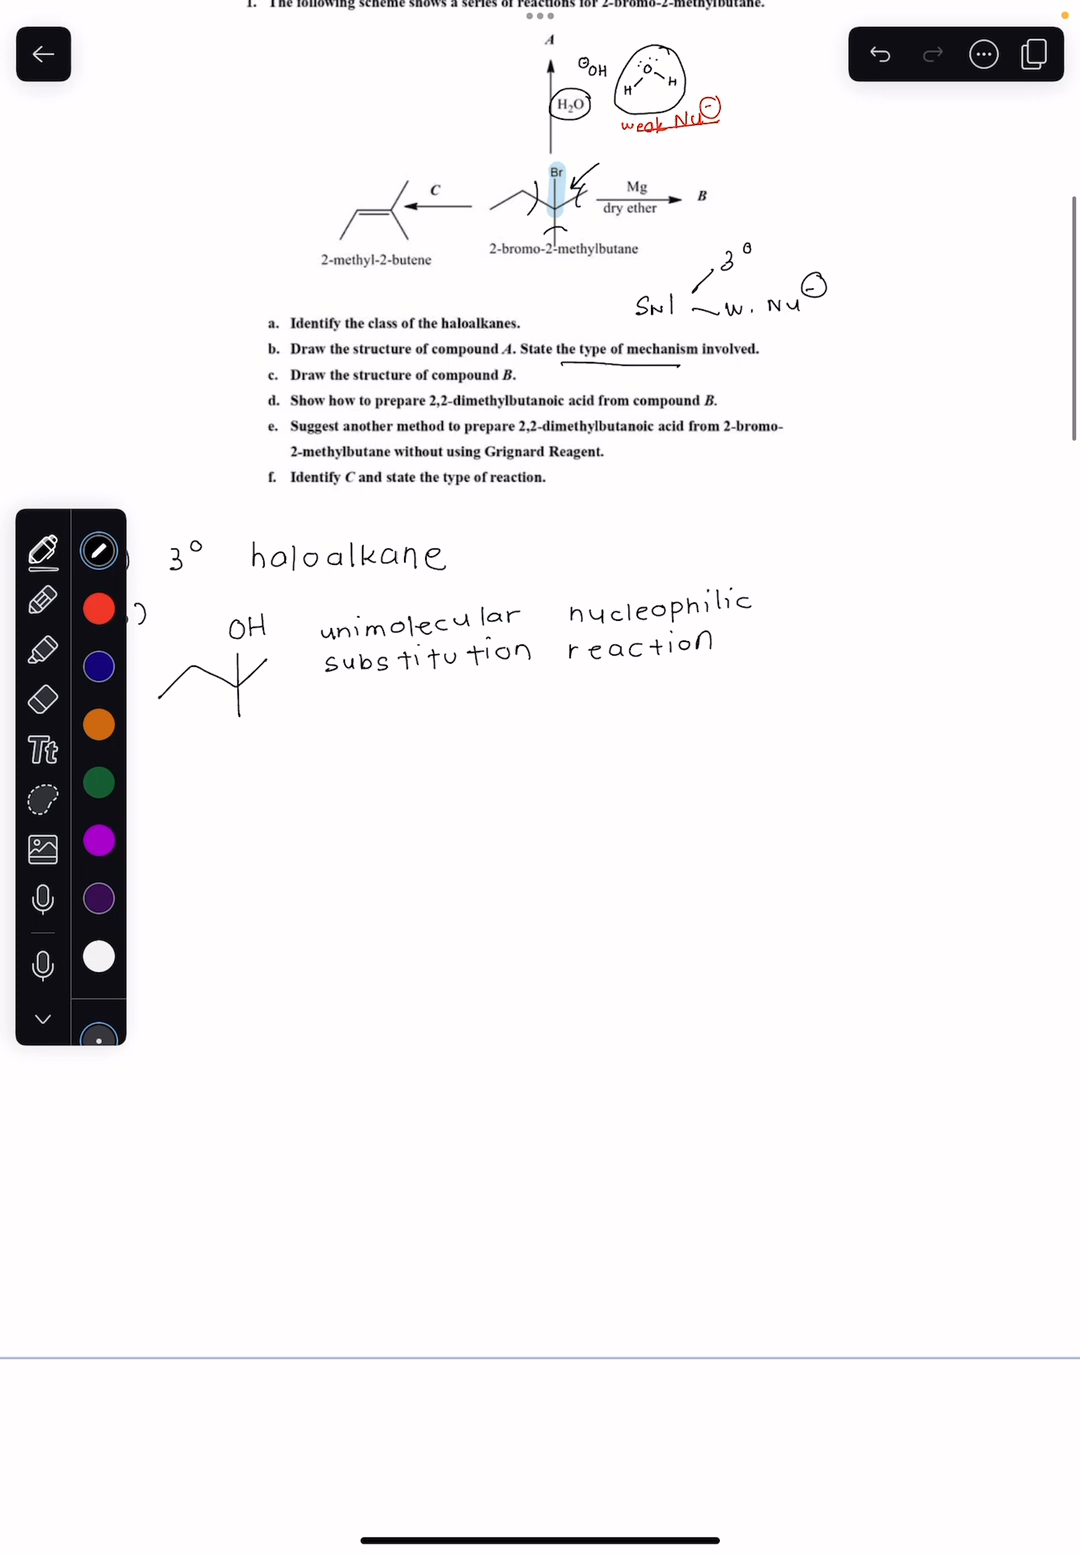 1. The following scheme shows a series of reactions for 2-bromo-2-methylbutane.
A
⊖OH
H O H
H₂O
weak Nu⊖
Br
C
Mg
dry ether
B
2-methyl-2-butene
2-bromo-2-methylbutane
3°
SN1 W. Nu⊖
a. Identify the class of the haloalkanes.
b. Draw the structure of compound A. State the type of mechanism involved.
c. Draw the structure of compound B.
d. Show how to prepare 2,2-dimethylbutanoic acid from compound B.
e. Suggest another method to prepare 2,2-dimethylbutanoic acid from 2-bromo-
2-methylbutane without using Grignard Reagent.
f. Identify C and state the type of reaction.
) 3° haloalkane
)
OH unimolecular nucleophilic
substitution reaction
Tt